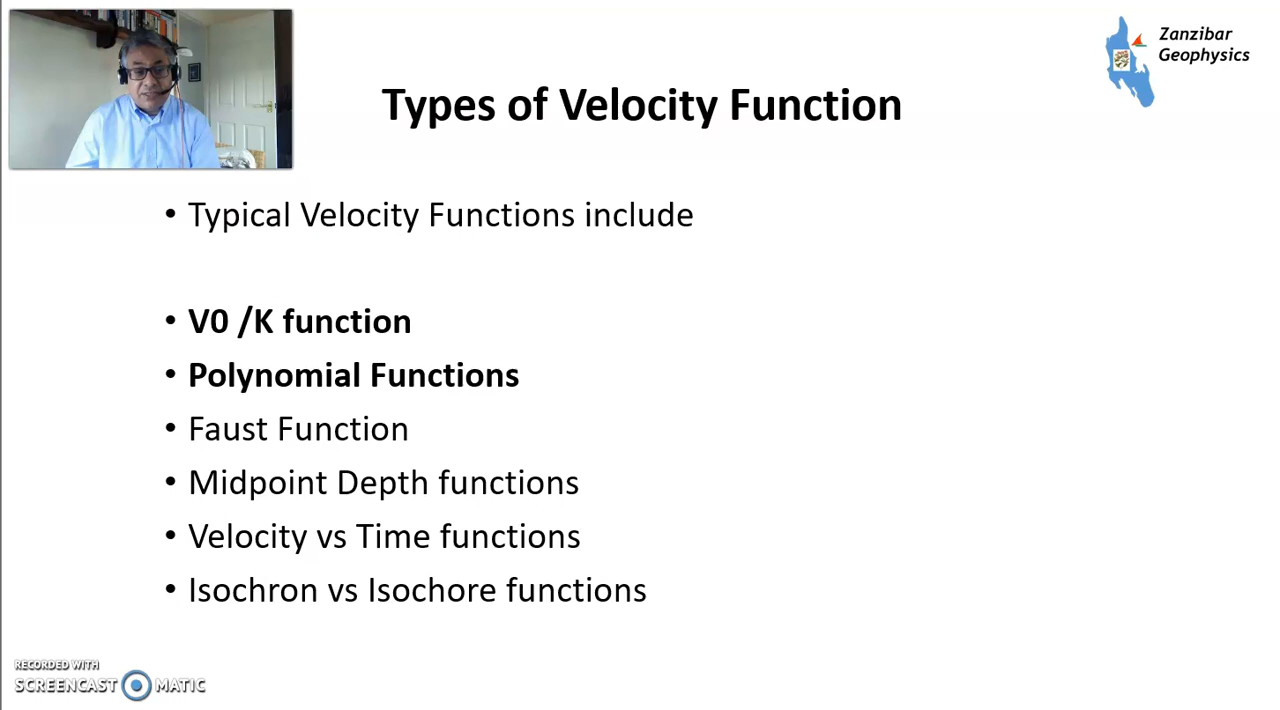 Zanzibar
Geophysics
Types of Velocity Function
• Typical Velocity Functions include
• V0 /K function
• Polynomial Functions
• Faust Function
• Midpoint Depth functions
• Velocity vs Time functions
• Isochron vs Isochore functions
RECORDED WITH
SCREENCAST MATIC